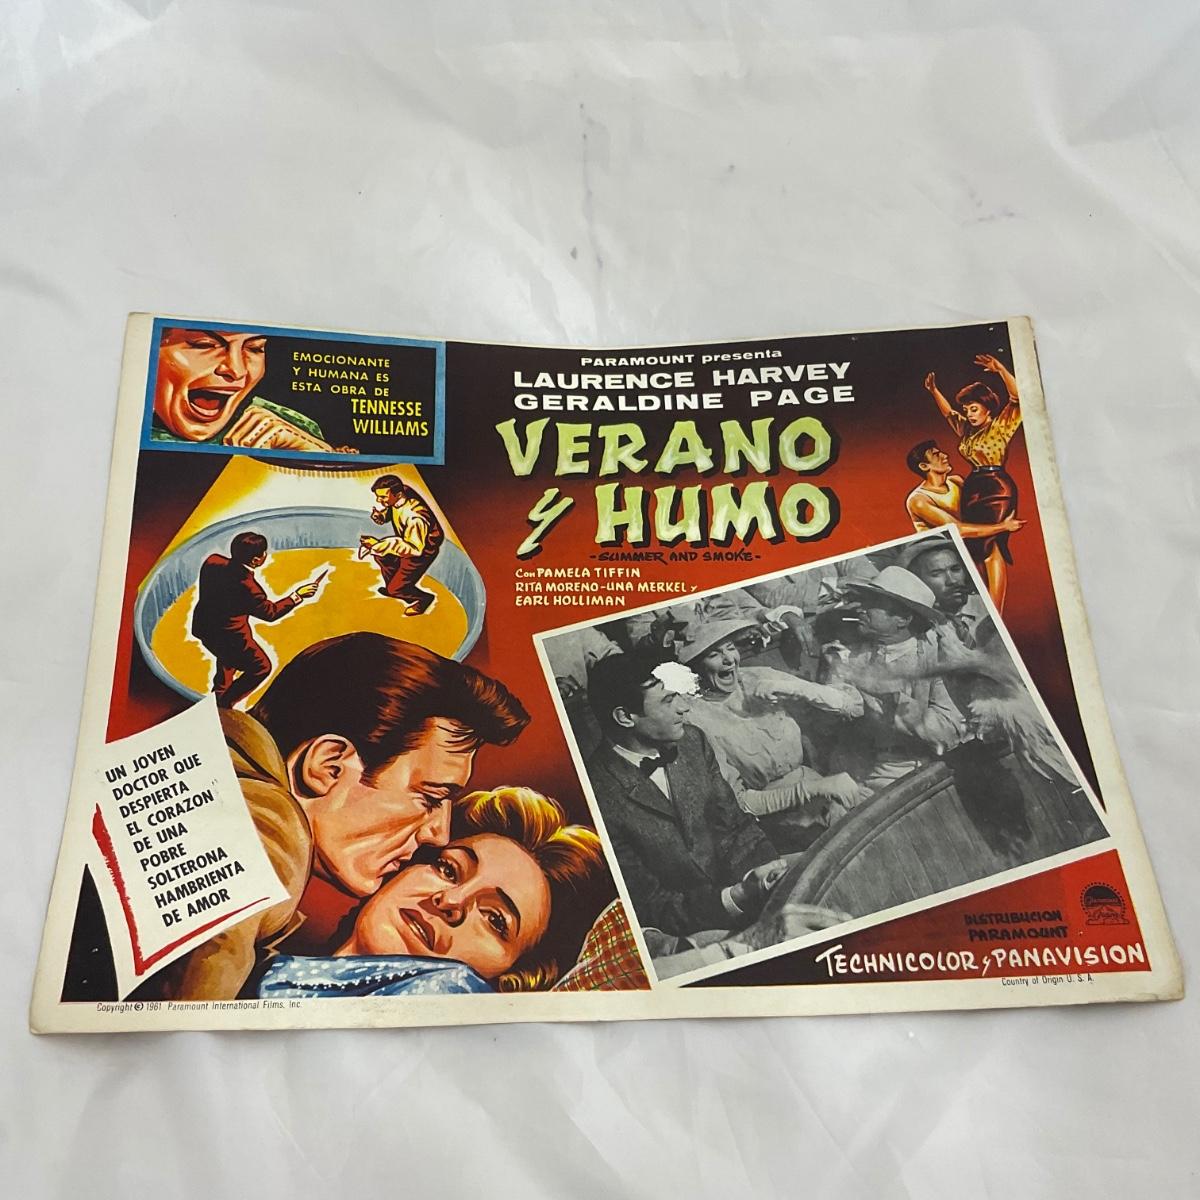 EMOCIONANTE
Y HUMANA ES
ESTA OBRA DE
TENNESSE
WILLIAMS
PARAMOUNT presenta
LAURENCE HARVEY
GERALDINE PAGE
VERANO
Y HUMO
-SUMMER AND SMOKE-
Con PAMELA TIFFIN
RITA MORENO-UNA MERKEL y
EARL HOLLIMAN
UN JOVEN
DOCTOR QUE
DESPIERTA
EL CORAZON
DE UNA
POBRE
SOLTERONA
HAMBRIENTA
DE AMOR
Paramount
DISTRIBUCION
PARAMOUNT
TECHNICOLOR y PANAVISION
Copyright © 1961 Paramount International Films, Inc.
Country of Origin U. S. A.